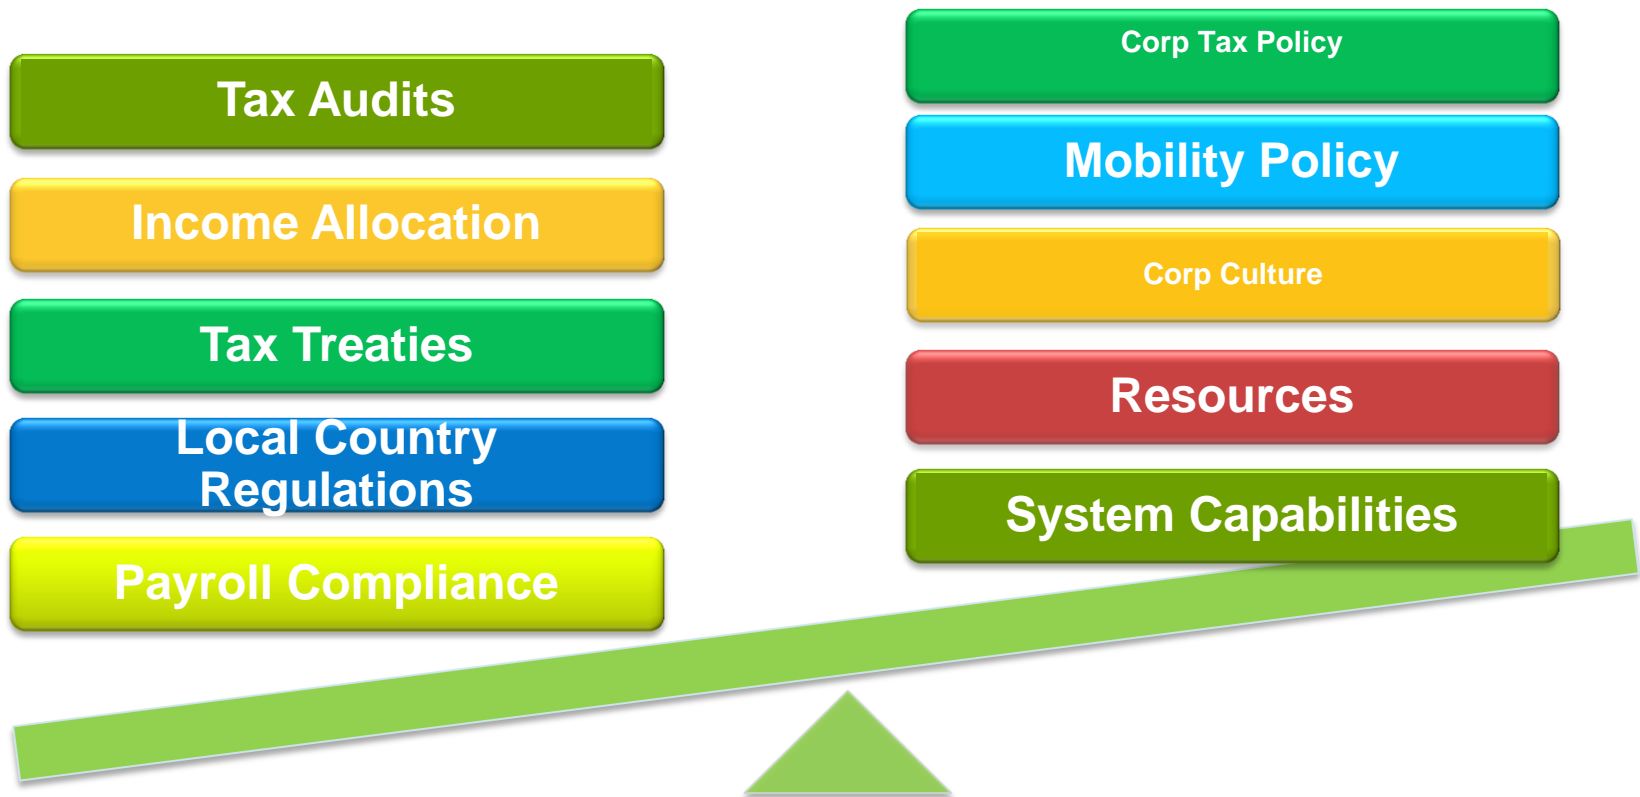 Tax Audits
Income Allocation
Tax Treaties
Local Country
Regulations
Payroll Compliance
Corp Tax Policy
Mobility Policy
Corp Culture
Resources
System Capabilities